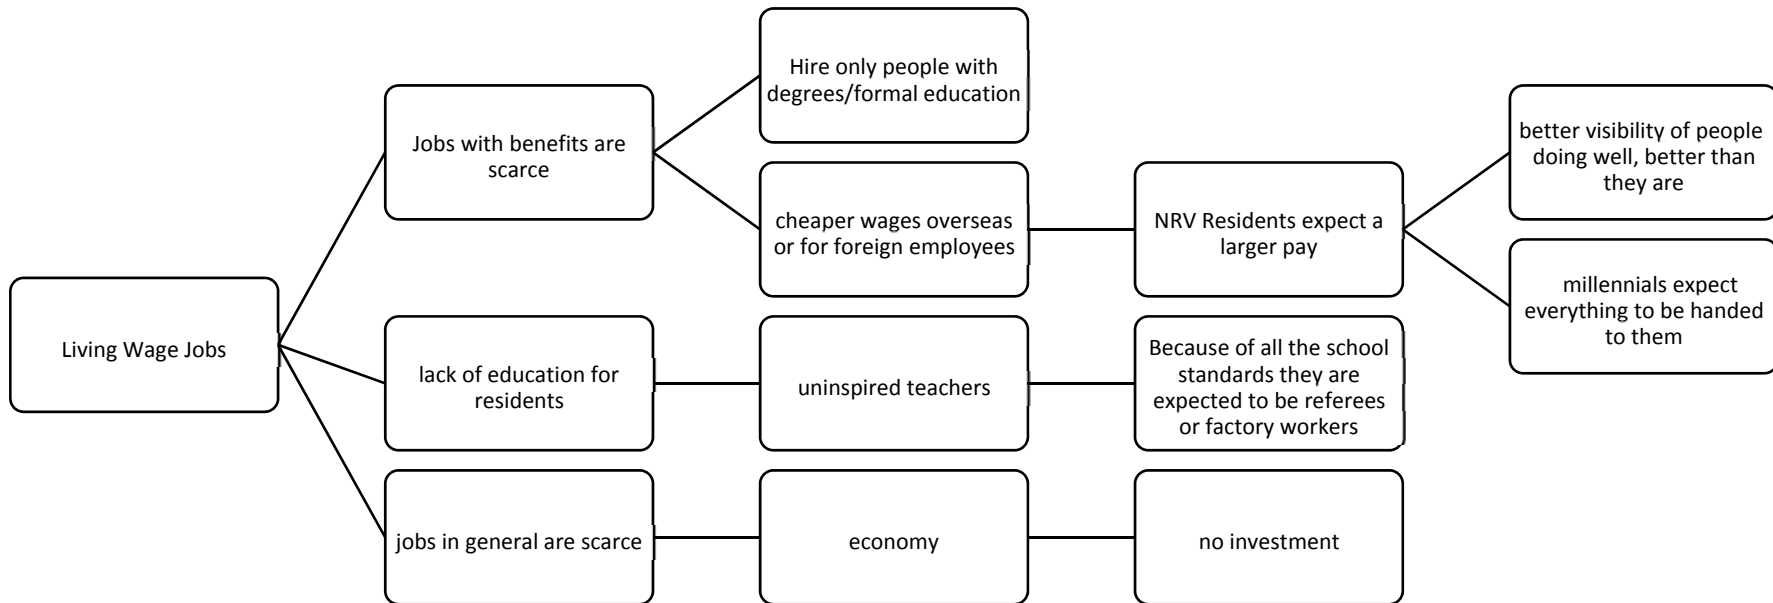 Living Wage Jobs
Jobs with benefits are
scarce
Hire only people with
degrees/formal education
cheaper wages overseas
or for foreign employees
NRV Residents expect a
larger pay
better visibility of people
doing well, better than
they are
millennials expect
everything to be handed
to them
lack of education for
residents
uninspired teachers
Because of all the school
standards they are
expected to be referees
or factory workers
jobs in general are scarce
economy
no investment